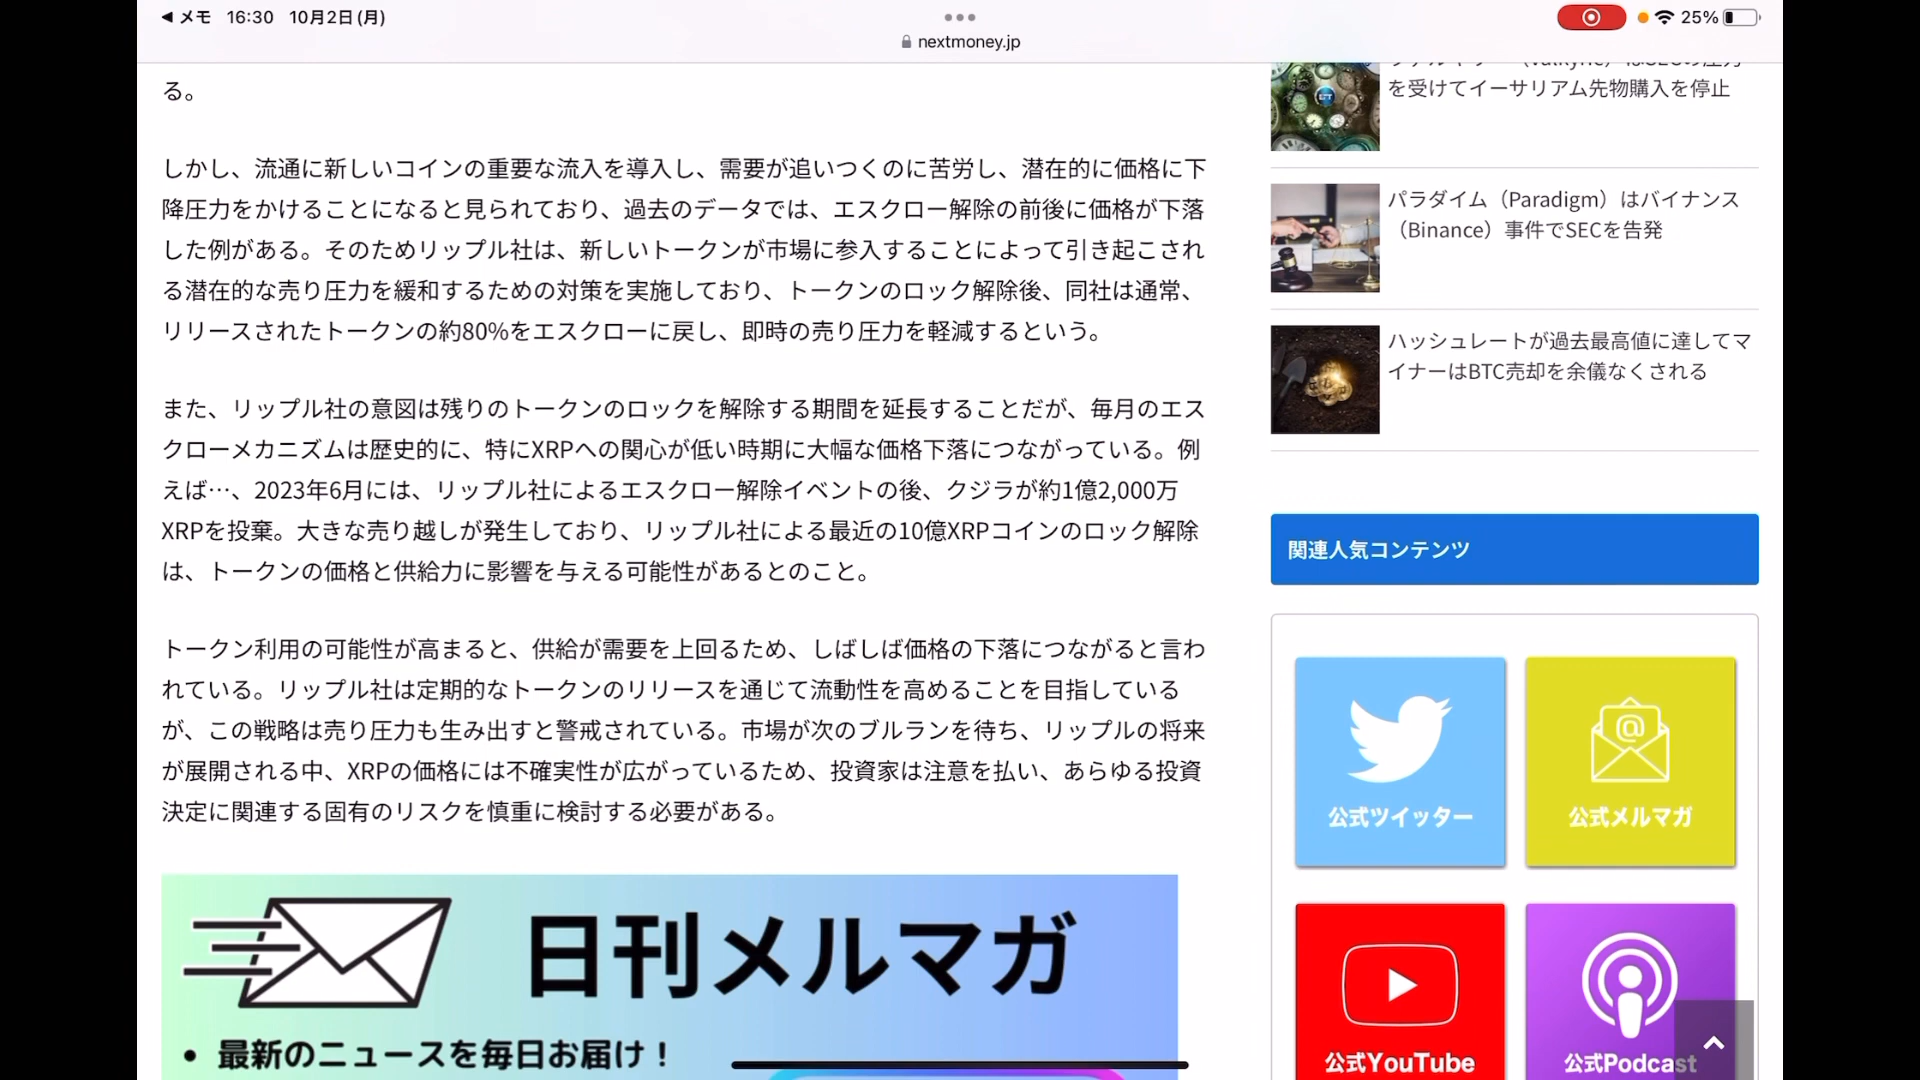 メモ 16:30 10月2日(月)
25%
nextmoney.jp
る。
しかし、流通に新しいコインの重要な流入を導入し、需要が追いつくのに苦労し、潜在的に価格に下
降圧力をかけることになると見られており、過去のデータでは、エスクロー解除の前後に価格が下落
した例がある。そのためリップル社は、新しいトークンが市場に参入することによって引き起こされ
る潜在的な売り圧力を緩和するための対策を実施しており、トークンのロック解除後、同社は通常、
リリースされたトークンの約80%をエスクローに戻し、即時の売り圧力を軽減するという。
また、リップル社の意図は残りのトークンのロックを解除する期間を延長することだが、毎月のエス
クローメカニズムは歴史的に、特にXRPへの関心が低い時期に大幅な価格下落につながっている。例
えば…、2023年6月には、リップル社によるエスクロー解除イベントの後、クジラが約1億2,000万
XRPを投棄。大きな売り越しが発生しており、リップル社による最近の10億XRPコインのロック解除
は、トークンの価格と供給力に影響を与える可能性があるとのこと。
トークン利用の可能性が高まると、供給が需要を上回るため、しばしば価格の下落につながると言わ
れている。リップル社は定期的なトークンのリリースを通じて流動性を高めることを目指している
が、この戦略は売り圧力も生み出すと警戒されている。市場が次のブルランを待ち、リップルの将来
が展開される中、XRPの価格には不確実性が広がっているため、投資家は注意を払い、あらゆる投資
決定に関連する固有のリスクを慎重に検討する必要がある。
日刊メルマガ
• 最新のニュースを毎日お届け！
を受けてイーサリアム先物購入を停止
パラダイム（Paradigm）はバイナンス
（Binance）事件でSECを告発
ハッシュレートが過去最高値に達してマ
イナーはBTC売却を余儀なくされる
関連人気コンテンツ
公式ツイッター
@
公式メルマガ
公式YouTube
公式Podcast